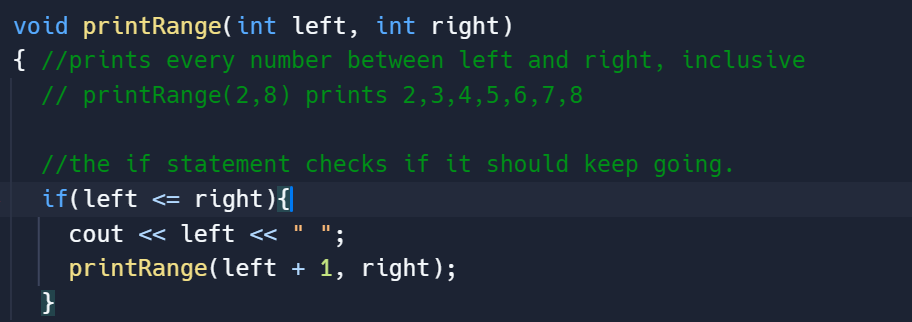 void printRange(int left, int right)
{ //prints every number between left and right, inclusive
  // printRange(2,8) prints 2,3,4,5,6,7,8

  //the if statement checks if it should keep going.
  if(left <= right){
    cout << left << " ";
    printRange(left + 1, right);
  }